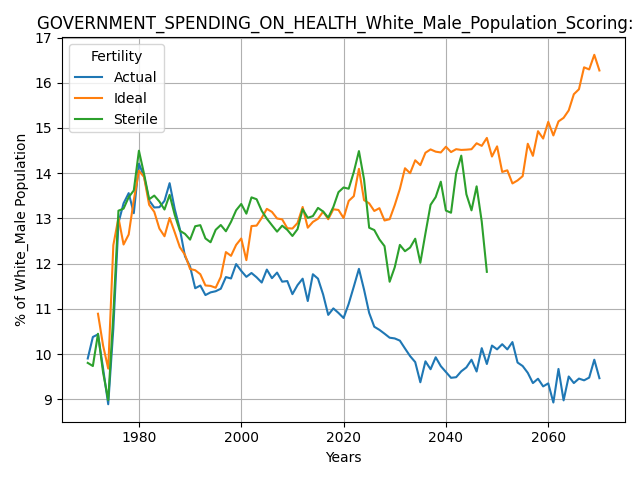 GOVERNMENT_SPENDING_ON_HEALTH_White_Male_Population_Scoring:
Fertility
Actual
Ideal
Sterile
% of White_Male Population
17
16
15
14
13
12
11
10
9
1980
2000
2020
2040
2060
Years